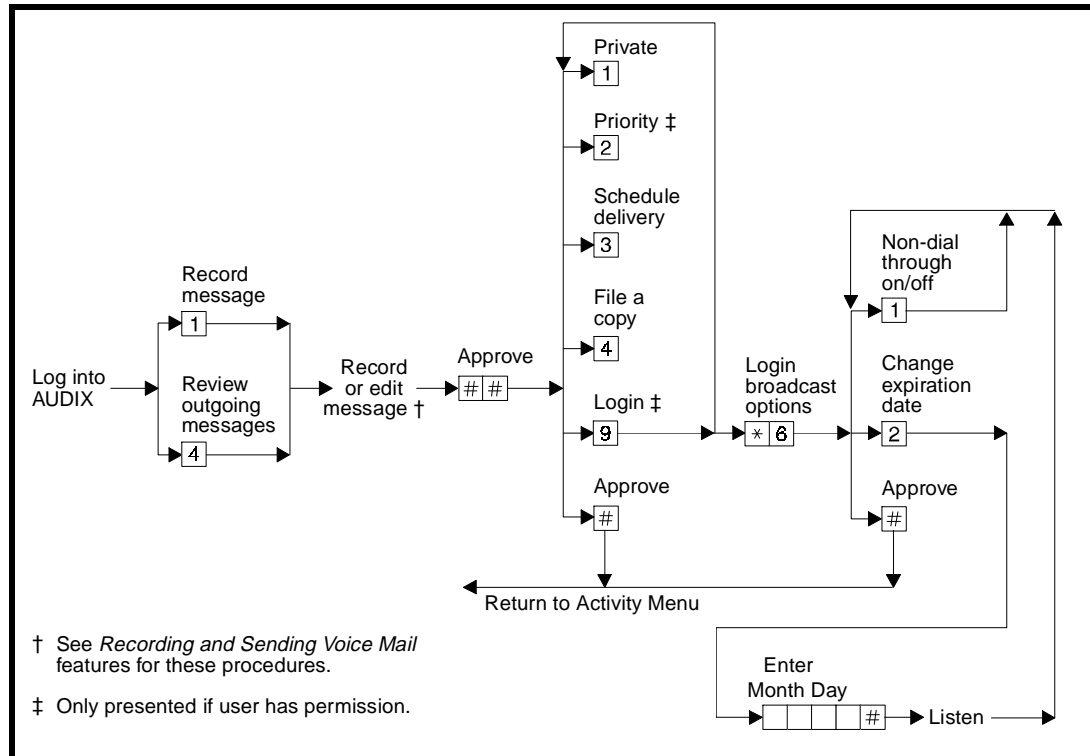 Log into
AUDIX
Record
message
1
Review
outgoing
messages
4
Record
or edit
message †
Approve
# #
Private
1
Priority ‡
2
Schedule
delivery
3
File a
copy
4
Login ‡
9
Approve
#
Login
broadcast
options
* 6
Non-dial
through
on/off
1
Change
expiration
date
2
Approve
#
Return to Activity Menu
Enter
Month Day
#
Listen
† See Recording and Sending Voice Mail
features for these procedures.
‡ Only presented if user has permission.